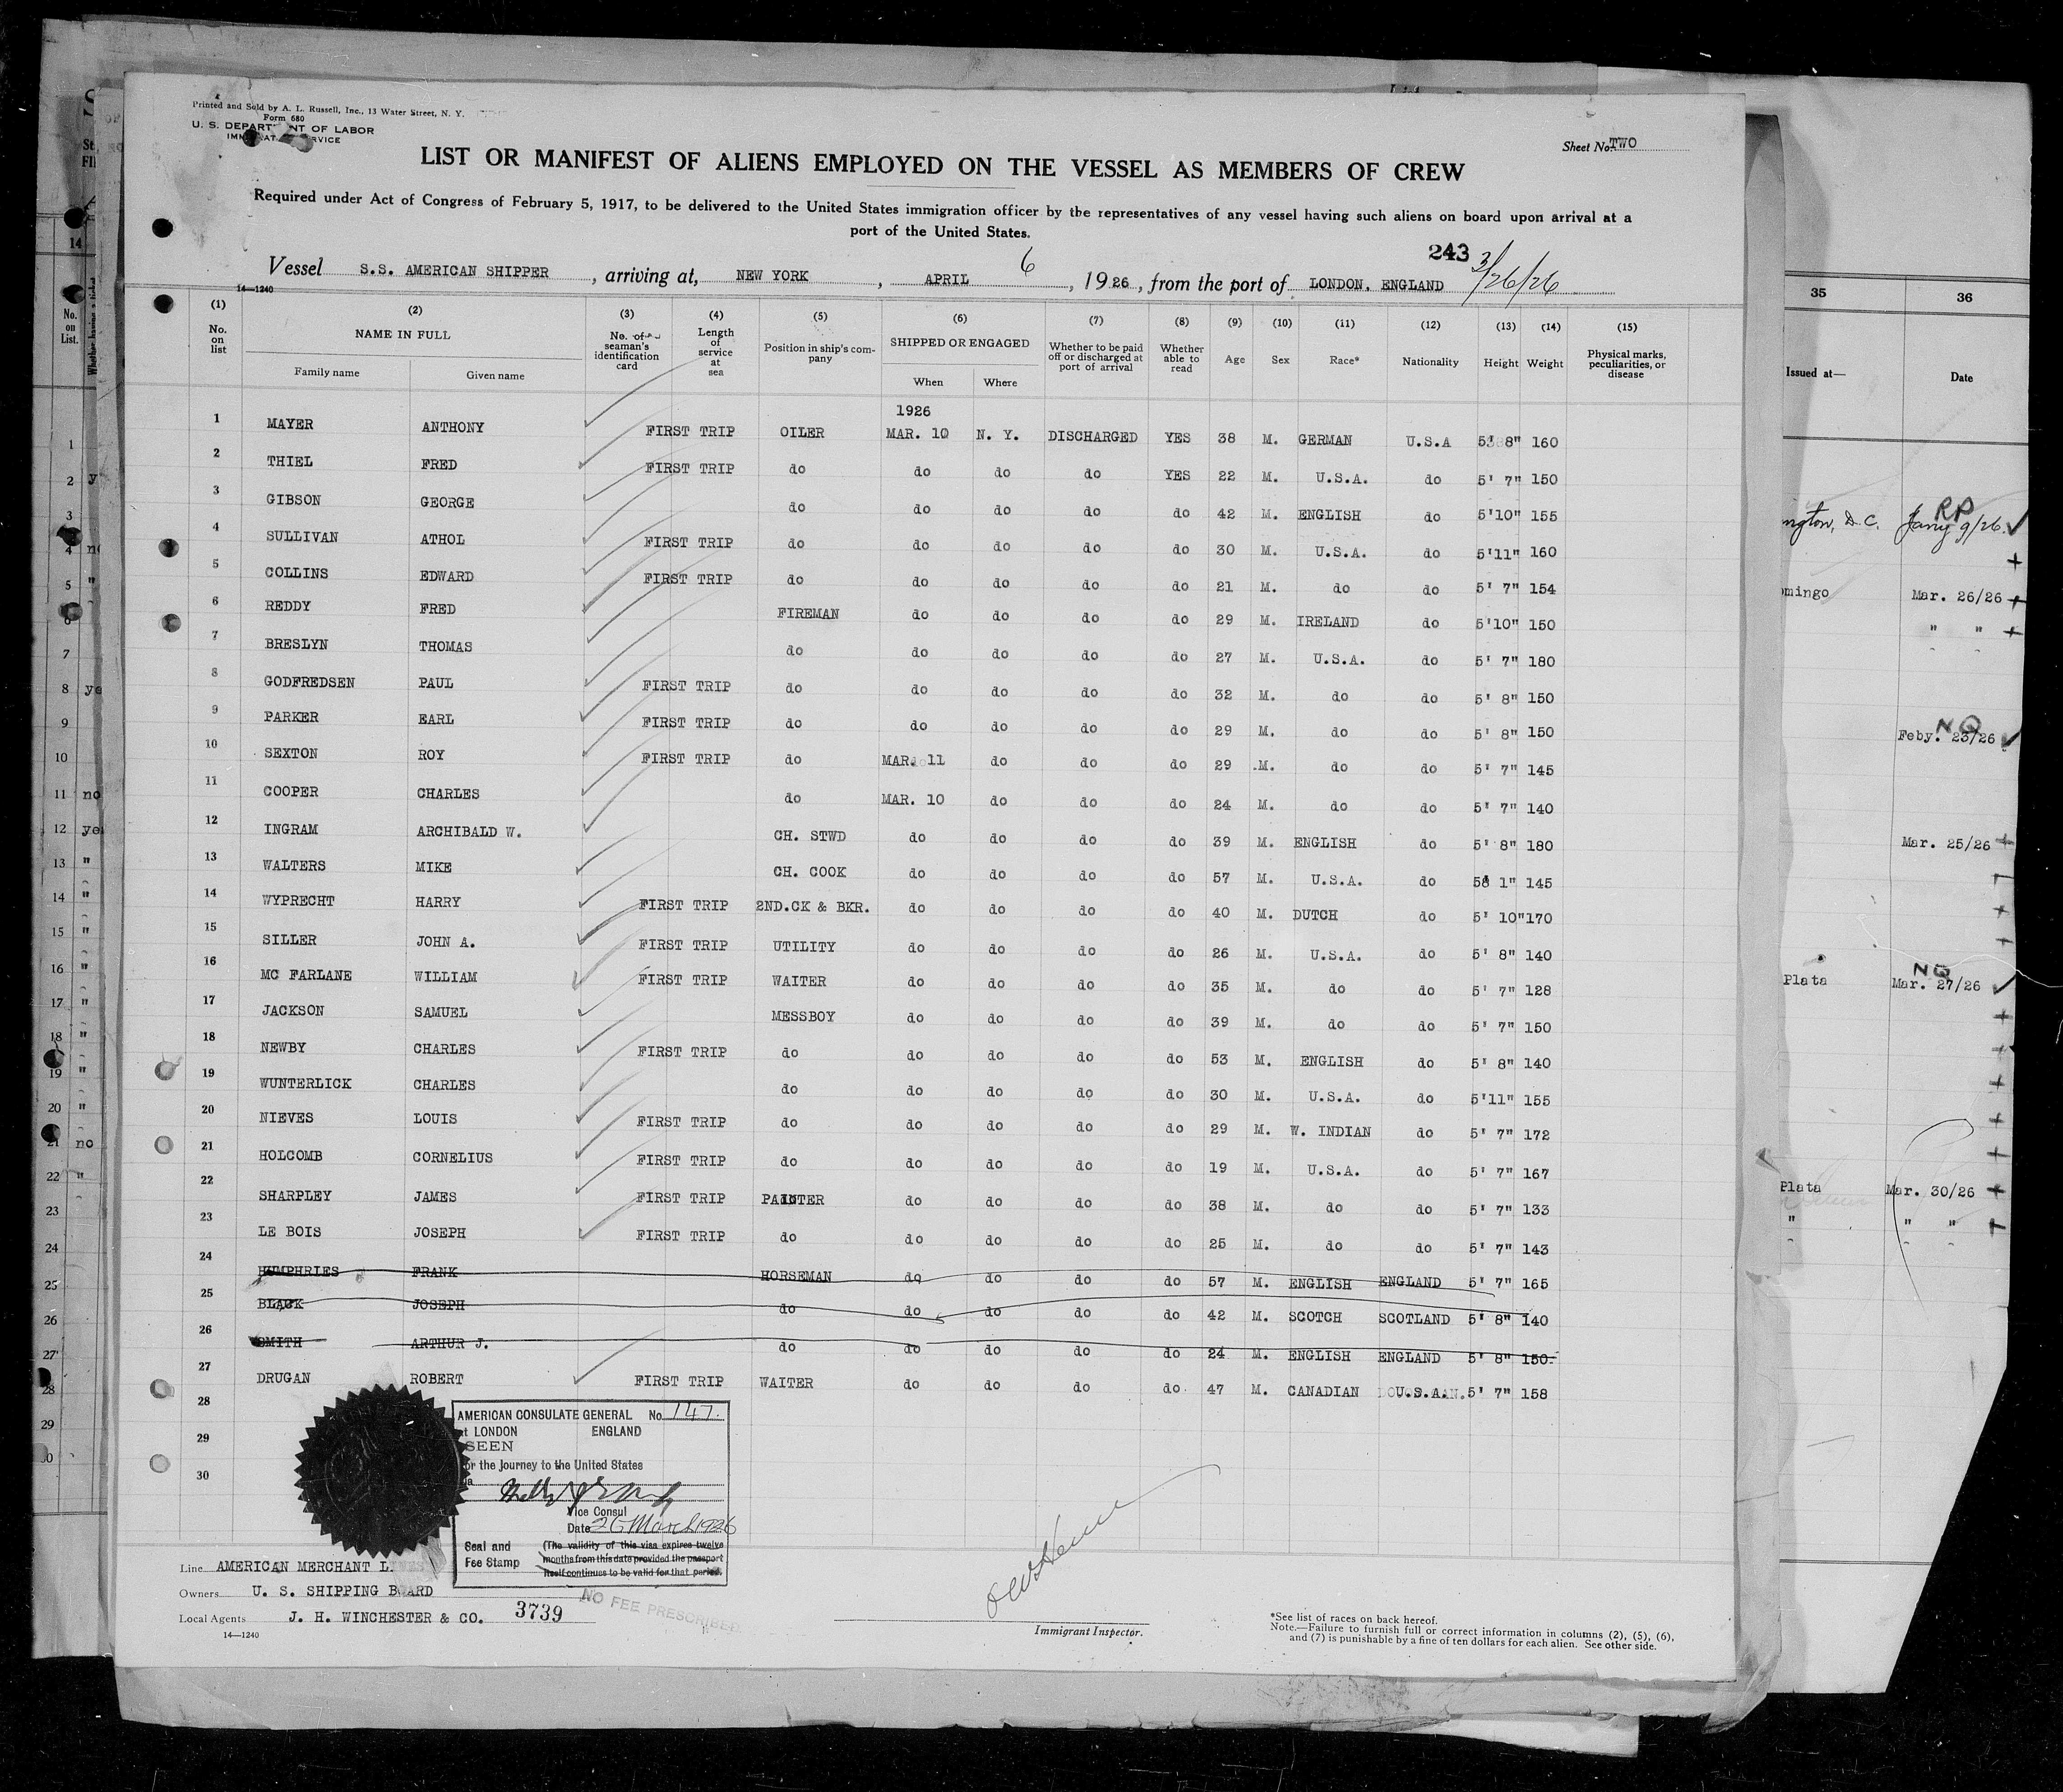 Printed and Sold by A. L. Russell, Inc., 13 Water Street, N. Y.
Form 680
U. S. DEPARTMENT OF LABOR
IMMIGRATION SERVICE
Sheet No. TWO
LIST OR MANIFEST OF ALIENS EMPLOYED ON THE VESSEL AS MEMBERS OF CREW
Required under Act of Congress of February 5, 1917, to be delivered to the United States immigration officer by the representatives of any vessel having such aliens on board upon arrival at a
port of the United States.
243
Vessel S.S. AMERICAN SHIPPER, arriving at, NEW YORK, APRIL 6, 1926, from the port of LONDON, ENGLAND 3/26/26
14—1240
(1) No. on list (2) NAME IN FULL Family name Given name (3) No. of seaman's identification card (4) Length of service at sea (5) Position in ship's company (6) SHIPPED OR ENGAGED When Where (7) Whether to be paid off or discharged at port of arrival (8) Whether able to read (9) Age (10) Sex (11) Race* (12) Nationality (13) Height (14) Weight (15) Physical marks, peculiarities, or disease
1926
1 MAYER ANTHONY FIRST TRIP OILER MAR. 10 N. Y. DISCHARGED YES 38 M. GERMAN U.S.A 5' 8" 160
2 THIEL FRED FIRST TRIP do do do do YES 22 M. U.S.A. do 5' 7" 150
3 GIBSON GEORGE do do do do do 42 M. ENGLISH do 5'10" 155
4 SULLIVAN ATHOL FIRST TRIP do do do do do 30 M. U.S.A. do 5'11" 160
5 COLLINS EDWARD FIRST TRIP do do do do do 21 M. do do 5' 7" 154
6 REDDY FRED FIREMAN do do do do 29 M. IRELAND do 5'10" 150
7 BRESLYN THOMAS do do do do do 27 M. U.S.A. do 5' 7" 180
8 GODFREDSEN PAUL FIRST TRIP do do do do do 32 M. do do 5' 8" 150
9 PARKER EARL FIRST TRIP do do do do do 29 M. do do 5' 8" 150
10 SEXTON ROY FIRST TRIP do MAR. 11 do do do 29 M. do do 5' 7" 145
11 COOPER CHARLES do MAR. 10 do do do 24 M. do do 5' 7" 140
12 INGRAM ARCHIBALD W. CH. STWD do do do do 39 M. ENGLISH do 5' 8" 180
13 WALTERS MIKE CH. COOK do do do do 57 M. U.S.A. do 5' 1" 145
14 WYPRECHT HARRY FIRST TRIP 2ND.CK & BKR. do do do do 40 M. DUTCH do 5' 10" 170
15 SILLER JOHN A. FIRST TRIP UTILITY do do do do 26 M. U.S.A. do 5' 8" 140
16 MC FARLANE WILLIAM FIRST TRIP WAITER do do do do 35 M. do do 5' 7" 128
17 JACKSON SAMUEL MESSBOY do do do do 39 M. do do 5' 7" 150
18 NEWBY CHARLES FIRST TRIP do do do do do 53 M. ENGLISH do 5' 8" 140
19 WUNTERLICK CHARLES do do do do do 30 M. U.S.A. do 5'11" 155
20 NIEVES LOUIS FIRST TRIP do do do do do 29 M. W. INDIAN do 5' 7" 172
21 HOLCOMB CORNELIUS FIRST TRIP do do do do do 19 M. U.S.A. do 5' 7" 167
22 SHARPLEY JAMES FIRST TRIP PAINTER do do do do 38 M. do do 5' 7" 133
23 LE BOIS JOSEPH FIRST TRIP do do do do do 25 M. do do 5' 7" 143
24 HUMPHRIES FRANK HORSEMAN do do do do 57 M. ENGLISH ENGLAND 5' 7" 165
25 BLACK JOSEPH do do do do do 42 M. SCOTCH SCOTLAND 5' 8" 140
26 SMITH ARTHUR J. do do do do do 24 M. ENGLISH ENGLAND 5' 8" 150
27 DRUGAN ROBERT FIRST TRIP WAITER do do do do 47 M. CANADIAN U.S.A. 5' 7" 158
28
29
30
AMERICAN CONSULATE GENERAL No. 147.
at LONDON ENGLAND
SEEN
for the Journey to the United States
Vice Consul
Date 26 March 1926
Seal and Fee Stamp
(The validity of this visa expires twelve
months from this date provided the passport
itself continues to be valid for that period.
NO FEE PRESCRIBED
Line AMERICAN MERCHANT LINES
Owners U. S. SHIPPING BOARD
Local Agents J. H. WINCHESTER & CO. 3739
14—1240
Immigrant Inspector.
*See list of races on back hereof.
Note.—Failure to furnish full or correct information in columns (2), (5), (6),
and (7) is punishable by a fine of ten dollars for each alien. See other side.
35 36
Issued at— Date
RP
ington, D.C. Jany 9/26
omingo Mar. 26/26
" "
NQ
Feby. 23/26
Mar. 25/26
NQ
Plata Mar. 27/26
Plata Mar. 30/26
" " "